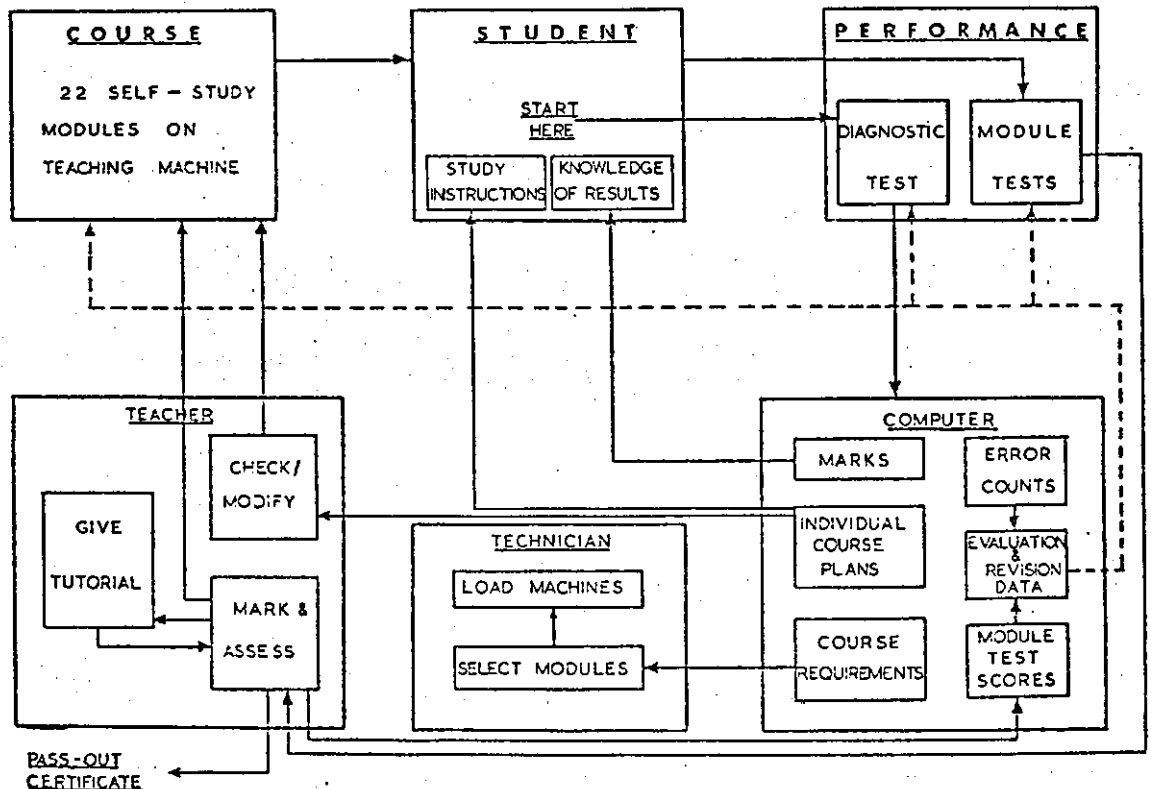 COURSE
22 SELF-STUDY
MODULES ON
TEACHING MACHINE
STUDENT
START
HERE
STUDY
INSTRUCTIONS
KNOWLEDGE
OF RESULTS
PERFORMANCE
DIAGNOSTIC
TEST
MODULE
TESTS
TEACHER
CHECK/
MODIFY
GIVE
TUTORIAL
MARK &
ASSESS
PASS-OUT
CERTIFICATE
TECHNICIAN
LOAD MACHINES
SELECT MODULES
COMPUTER
MARKS
INDIVIDUAL
COURSE
PLANS
COURSE
REQUIREMENTS
ERROR
COUNTS
EVALUATION
&
REVISION
DATA
MODULE
TEST
SCORES